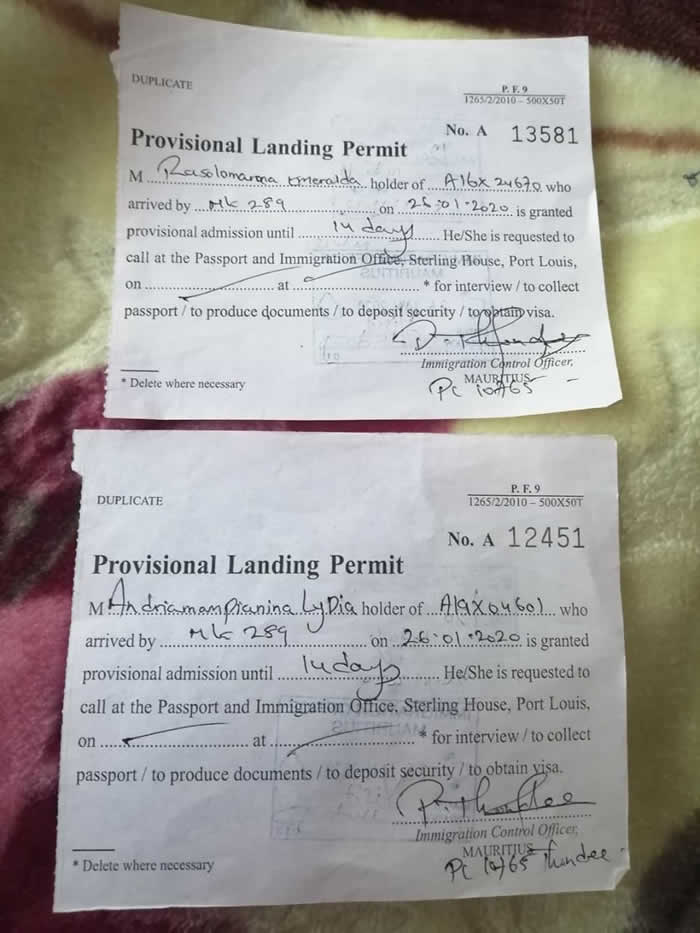 DUPLICATE
P. F. 9
1265/2/2010 – 500X50T
No. A 13581
Provisional Landing Permit
M Rasolomarona Esmeralda holder of A16X24670 who
arrived by MK 289 on 26.01.2020 is granted
provisional admission until 14 days He/She is requested to
call at the Passport and Immigration Office, Sterling House, Port Louis,
on at * for interview / to collect
passport / to produce documents / to deposit security / to obtain visa.
Immigration Control Officer,
MAURITIUS
PC 10765
* Delete where necessary
DUPLICATE
P. F. 9
1265/2/2010 – 500X50T
No. A 12451
Provisional Landing Permit
M Andriamampianina Lydia holder of A19X04601 who
arrived by MK 289 on 26.01.2020 is granted
provisional admission until 14 days He/She is requested to
call at the Passport and Immigration Office, Sterling House, Port Louis,
on at * for interview / to collect
passport / to produce documents / to deposit security / to obtain visa.
Immigration Control Officer,
MAURITIUS
PC 10765 Thundee
* Delete where necessary